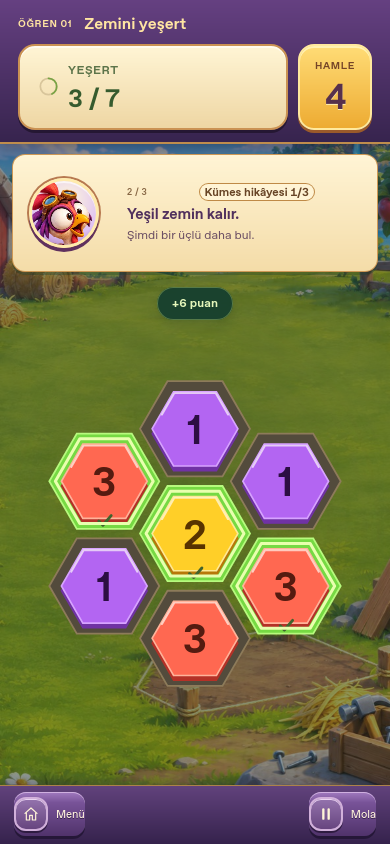 ÖĞREN 01 Zemini yeşert
YEŞERT
3 / 7
HAMLE
4
2 / 3
Kümes hikâyesi 1/3
Yeşil zemin kalır.
Şimdi bir üçlü daha bul.
+6 puan
1
3
1
2
1
3
3
Menü
Mola